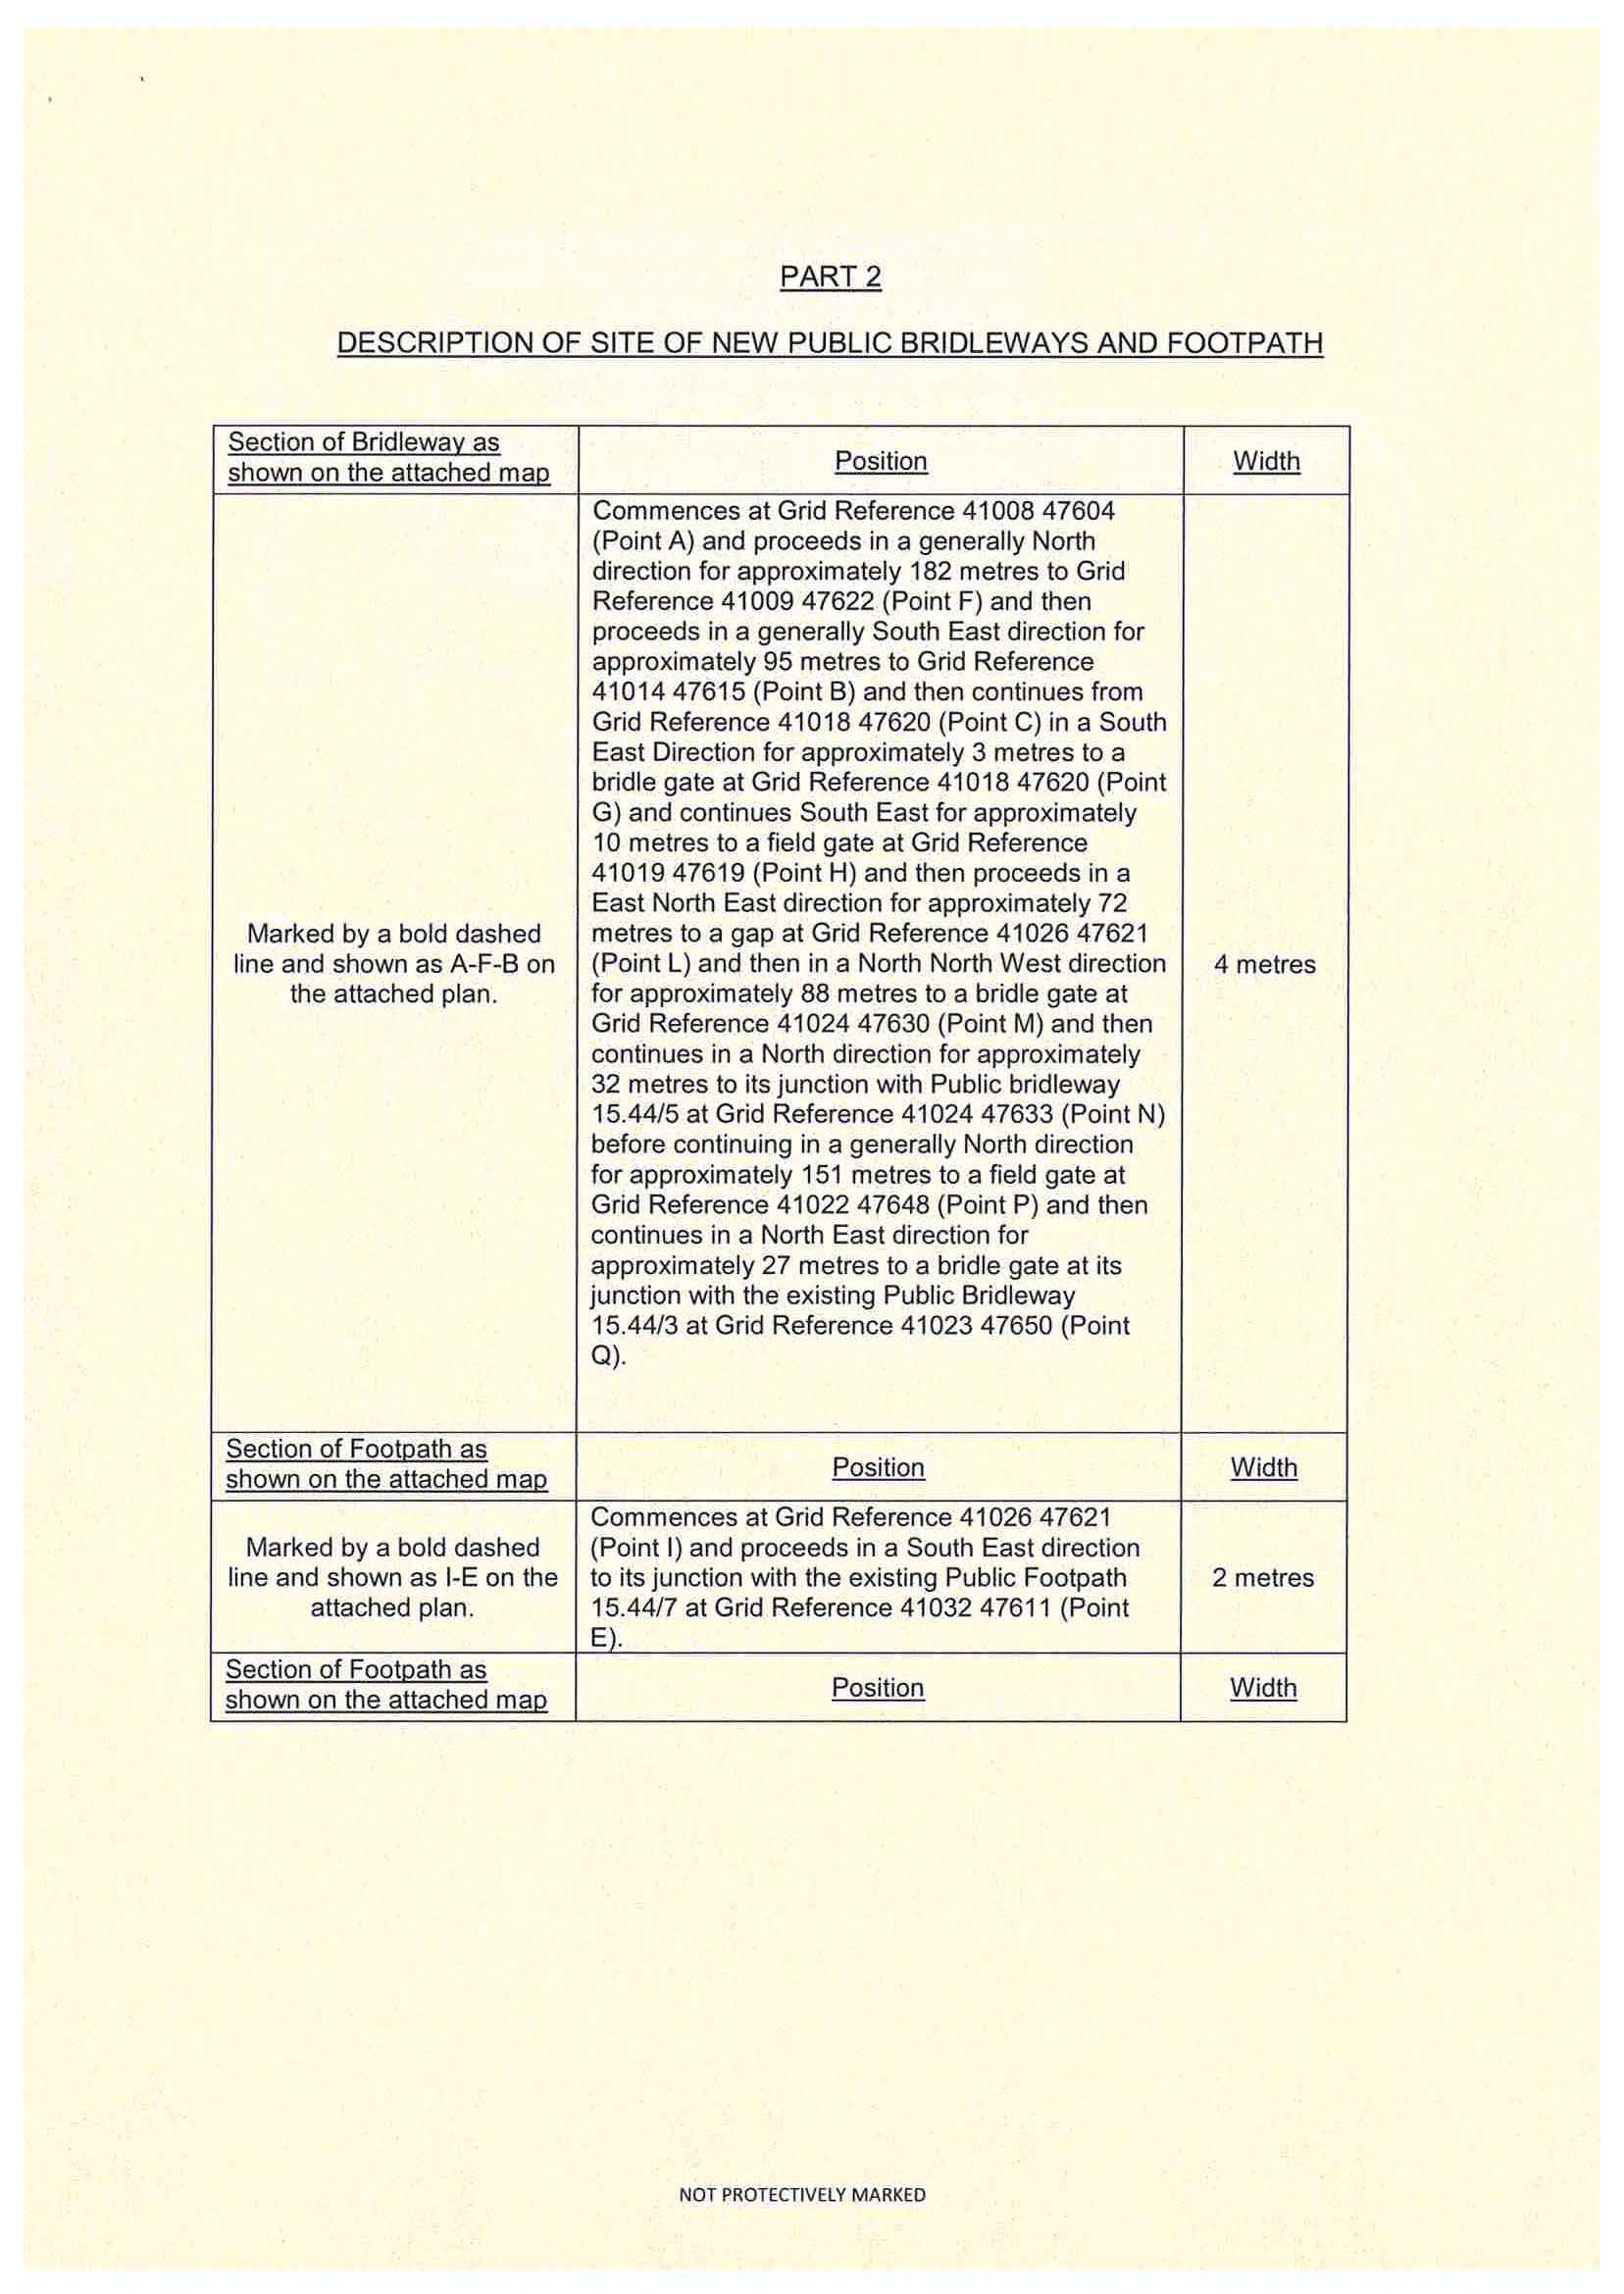 PART 2
DESCRIPTION OF SITE OF NEW PUBLIC BRIDLEWAYS AND FOOTPATH
Section of Bridleway as
shown on the attached map
Position
Width
Marked by a bold dashed
line and shown as A-F-B on
the attached plan.
Commences at Grid Reference 41008 47604
(Point A) and proceeds in a generally North
direction for approximately 182 metres to Grid
Reference 41009 47622 (Point F) and then
proceeds in a generally South East direction for
approximately 95 metres to Grid Reference
41014 47615 (Point B) and then continues from
Grid Reference 41018 47620 (Point C) in a South
East Direction for approximately 3 metres to a
bridle gate at Grid Reference 41018 47620 (Point
G) and continues South East for approximately
10 metres to a field gate at Grid Reference
41019 47619 (Point H) and then proceeds in a
East North East direction for approximately 72
metres to a gap at Grid Reference 41026 47621
(Point L) and then in a North North West direction
for approximately 88 metres to a bridle gate at
Grid Reference 41024 47630 (Point M) and then
continues in a North direction for approximately
32 metres to its junction with Public bridleway
15.44/5 at Grid Reference 41024 47633 (Point N)
before continuing in a generally North direction
for approximately 151 metres to a field gate at
Grid Reference 41022 47648 (Point P) and then
continues in a North East direction for
approximately 27 metres to a bridle gate at its
junction with the existing Public Bridleway
15.44/3 at Grid Reference 41023 47650 (Point
Q).
4 metres
Section of Footpath as
shown on the attached map
Position
Width
Marked by a bold dashed
line and shown as I-E on the
attached plan.
Commences at Grid Reference 41026 47621
(Point I) and proceeds in a South East direction
to its junction with the existing Public Footpath
15.44/7 at Grid Reference 41032 47611 (Point
E).
2 metres
Section of Footpath as
shown on the attached map
Position
Width
NOT PROTECTIVELY MARKED